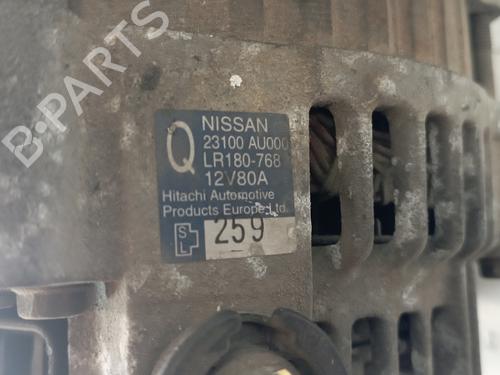 B-PARTS
Q
NISSAN
23100 AU000
LR180-768
12V80A
Hitachi Automotive
Products Europe Ltd.
S
L
259